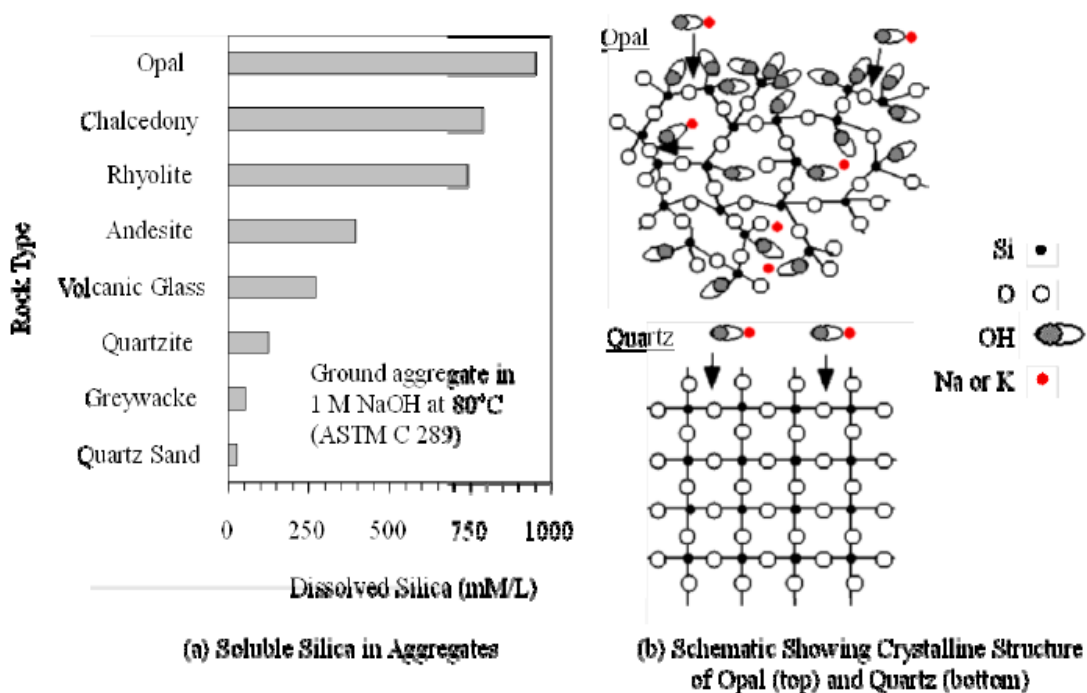 Opal
Chalcedony
Rhyolite
Andesite
Volcanic Glass
Quartzite
Greywacke
Quartz Sand
Rock Type
Ground aggregate in
1 M NaOH at 80°C
(ASTM C 289)
0 250 500 750 1000
Dissolved Silica (mM/L)
(a) Soluble Silica in Aggregates
Opal
Quartz
Si
O
OH
Na or K
(b) Schematic Showing Crystalline Structure
of Opal (top) and Quartz (bottom)